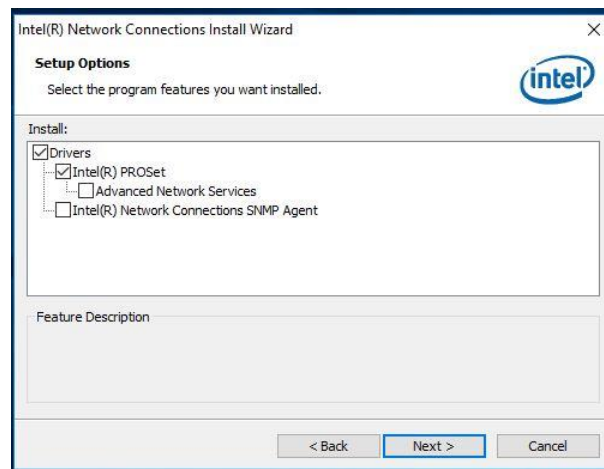 Intel(R) Network Connections Install Wizard
Setup Options
Select the program features you want installed.
intel
Install:
Drivers
Intel(R) PROSet
Advanced Network Services
Intel(R) Network Connections SNMP Agent
Feature Description
< Back Next > Cancel